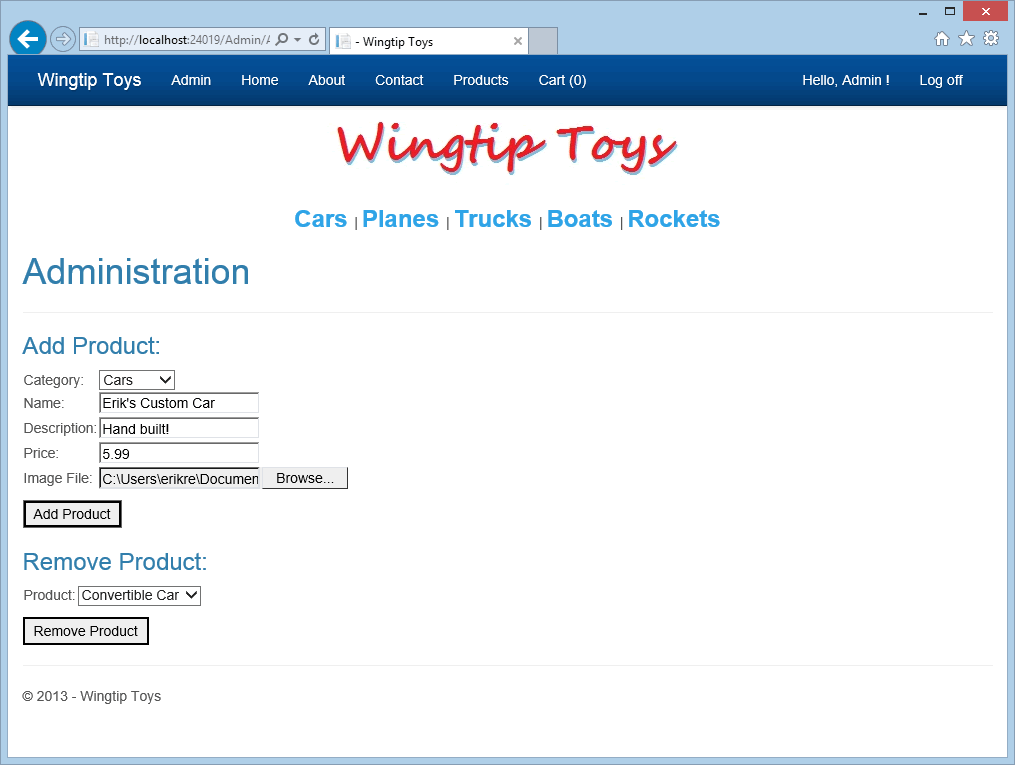 http://localhost:24019/Admin/A
- Wingtip Toys
Wingtip Toys Admin Home About Contact Products Cart (0) Hello, Admin ! Log off
Wingtip Toys
Cars | Planes | Trucks | Boats | Rockets
Administration
Add Product:
Category: Cars
Name: Erik's Custom Car
Description: Hand built!
Price: 5.99
Image File: C:\Users\erikre\Documen Browse...
Add Product
Remove Product:
Product: Convertible Car
Remove Product
© 2013 - Wingtip Toys